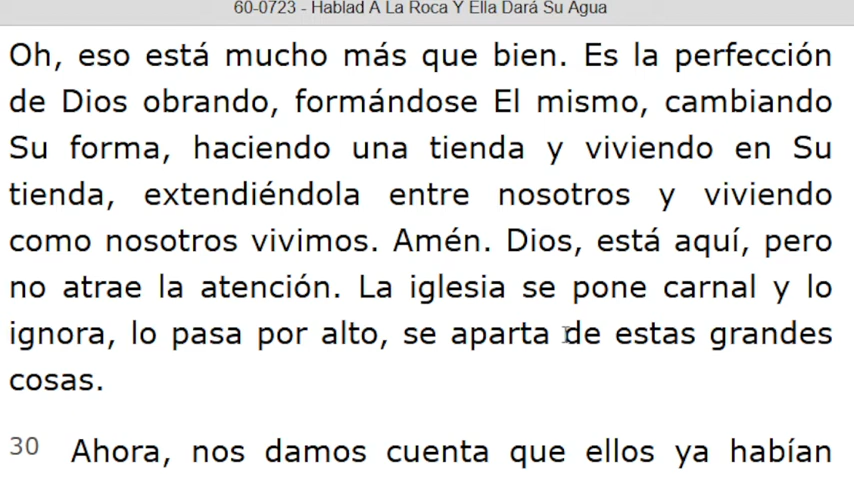 60-0723 - Hablad A La Roca Y Ella Dará Su Agua
Oh, eso está mucho más que bien. Es la perfección
de Dios obrando, formándose El mismo, cambiando
Su forma, haciendo una tienda y viviendo en Su
tienda, extendiéndola entre nosotros y viviendo
como nosotros vivimos. Amén. Dios, está aquí, pero
no atrae la atención. La iglesia se pone carnal y lo
ignora, lo pasa por alto, se aparta de estas grandes
cosas.
30 Ahora, nos damos cuenta que ellos ya habían